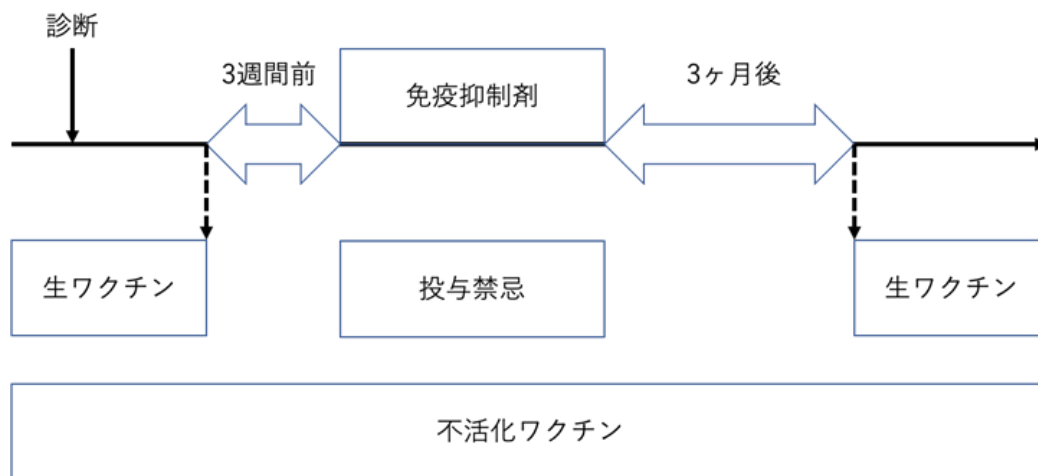 診断
3週間前
免疫抑制剤
3ヶ月後
生ワクチン
投与禁忌
生ワクチン
不活化ワクチン